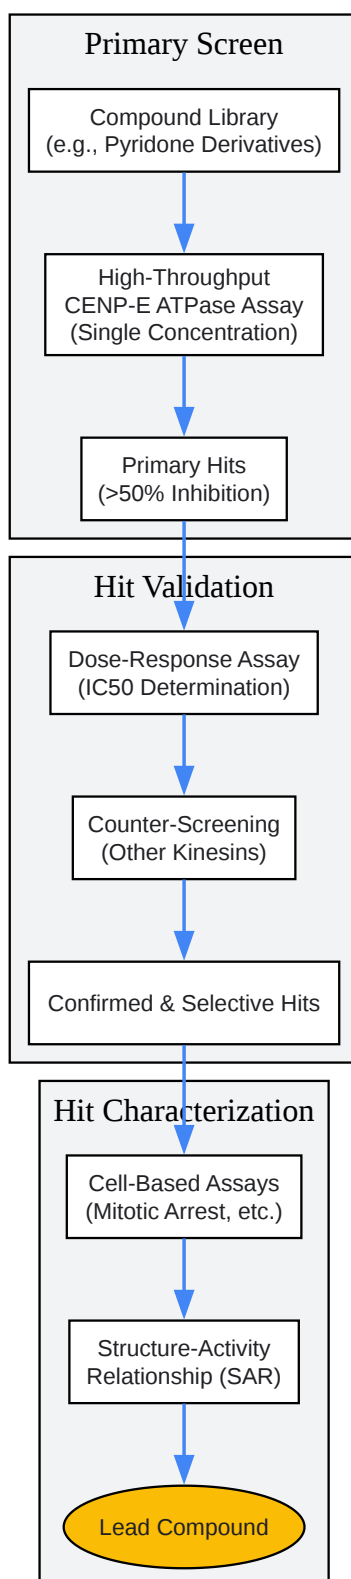 Primary Screen
Compound Library
(e.g., Pyridone Derivatives)
High-Throughput
CENP-E ATPase Assay
(Single Concentration)
Primary Hits
(>50% Inhibition)
Hit Validation
Dose-Response Assay
(IC50 Determination)
Counter-Screening
(Other Kinesins)
Confirmed & Selective Hits
Hit Characterization
Cell-Based Assays
(Mitotic Arrest, etc.)
Structure-Activity
Relationship (SAR)
Lead Compound